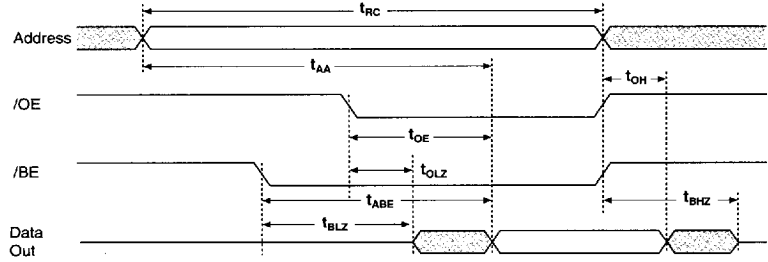 tRC
Address
tAA
tOH
/OE
tOE
tOLZ
/BE
tABE
tBHZ
tBLZ
Data
Out